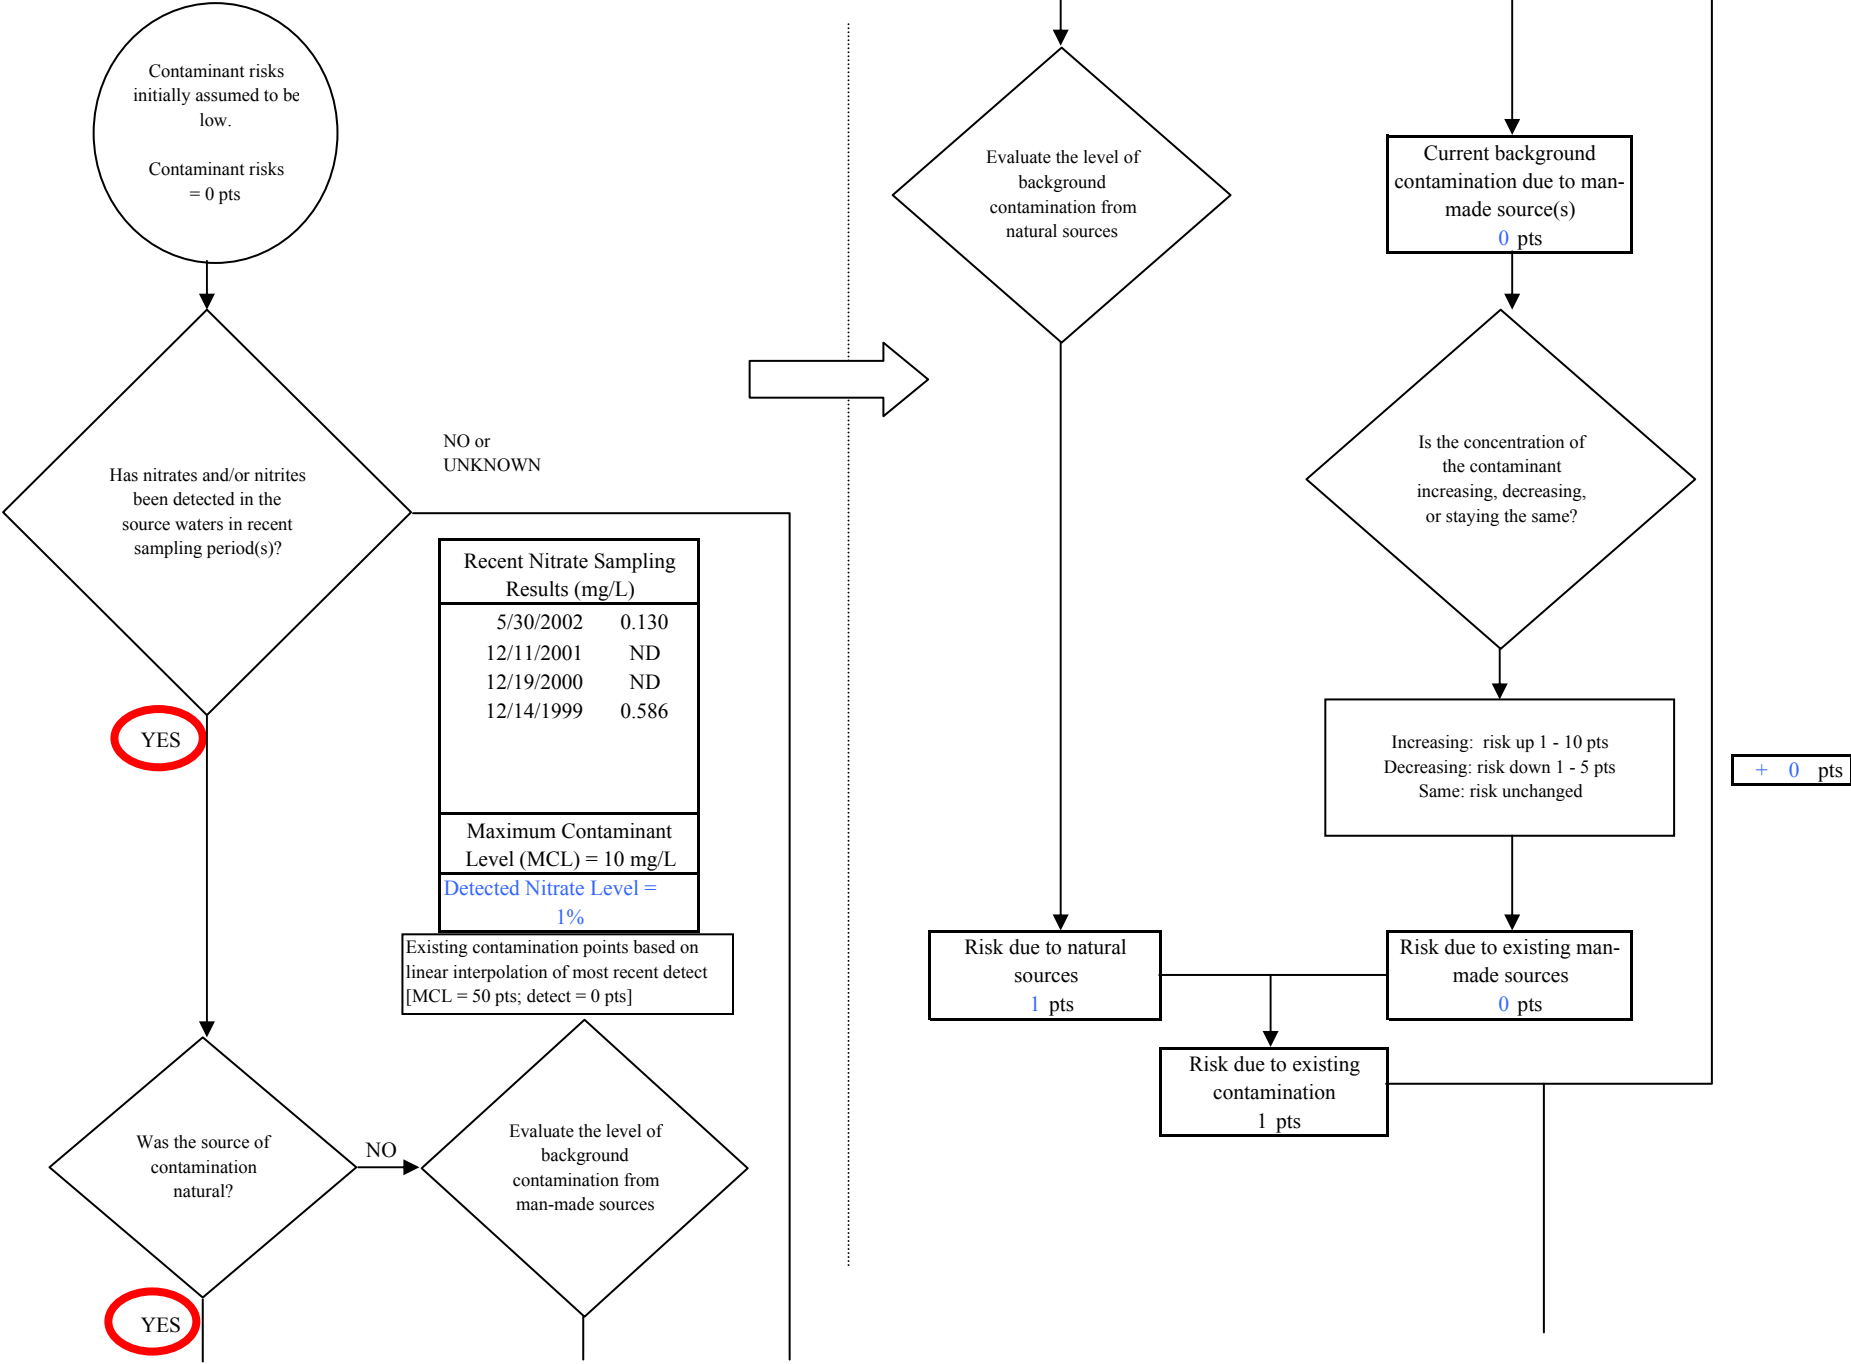 Contaminant risks
initially assumed to be
low.
Contaminant risks
= 0 pts
Has nitrates and/or nitrites
been detected in the
source waters in recent
sampling period(s)?
NO or
UNKNOWN
YES
Recent Nitrate Sampling
Results (mg/L)
5/30/2002 0.130
12/11/2001 ND
12/19/2000 ND
12/14/1999 0.586
Maximum Contaminant
Level (MCL) = 10 mg/L
Detected Nitrate Level =
1%
Existing contamination points based on
linear interpolation of most recent detect
[MCL = 50 pts; detect = 0 pts]
Was the source of
contamination
natural?
NO
Evaluate the level of
background
contamination from
man-made sources
YES
Evaluate the level of
background
contamination from
natural sources
Current background
contamination due to man-
made source(s)
0 pts
Is the concentration of
the contaminant
increasing, decreasing,
or staying the same?
Increasing: risk up 1 - 10 pts
Decreasing: risk down 1 - 5 pts
Same: risk unchanged
+ 0 pts
Risk due to natural
sources
1 pts
Risk due to existing man-
made sources
0 pts
Risk due to existing
contamination
1 pts